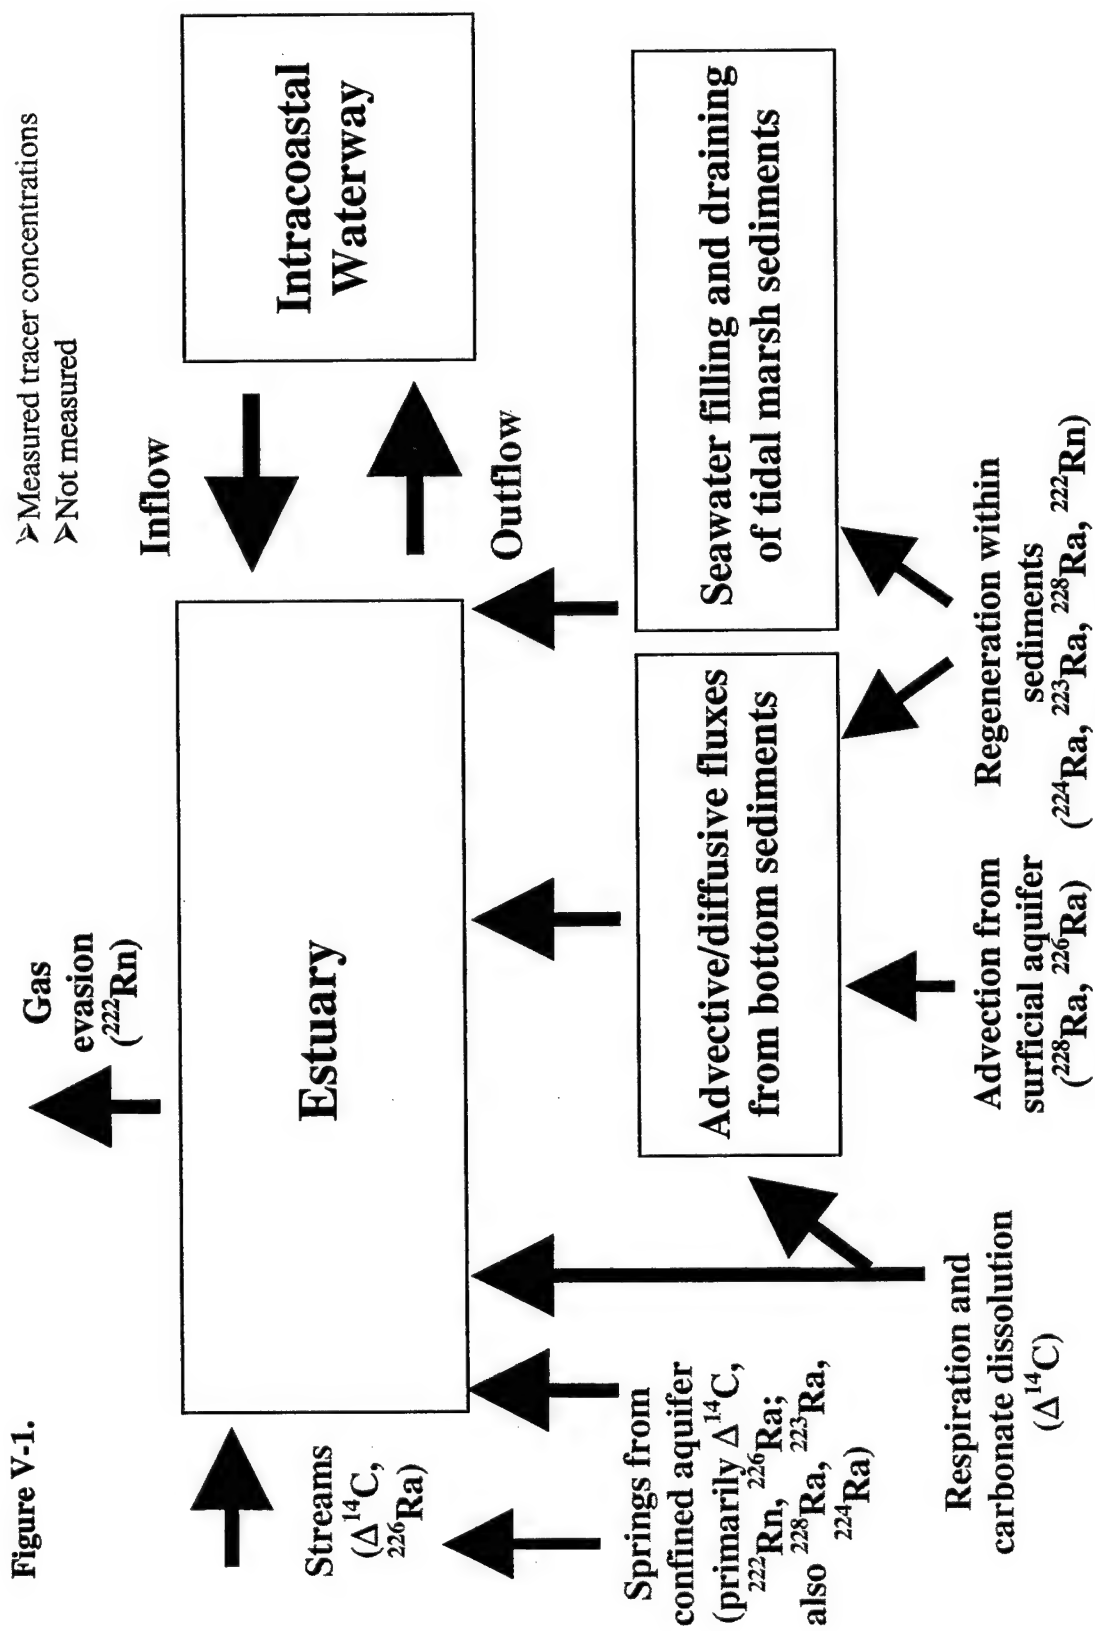 Figure V-1.
➢Measured tracer concentrations
➢Not measured
Gas
evasion
(²²²Rn)
Inflow
Outflow
Intracoastal
Waterway
Estuary
Streams
(Δ¹⁴C,
²²⁶Ra)
Springs from
confined aquifer
(primarily Δ¹⁴C,
²²²Rn, ²²⁶Ra;
also ²²⁸Ra, ²²³Ra,
²²⁴Ra)
Advective/diffusive fluxes
from bottom sediments
Seawater filling and draining
of tidal marsh sediments
Respiration and
carbonate dissolution
(Δ¹⁴C)
Advection from
surficial aquifer
(²²⁸Ra, ²²⁶Ra)
Regeneration within
sediments
(²²⁴Ra, ²²³Ra, ²²⁸Ra, ²²²Rn)